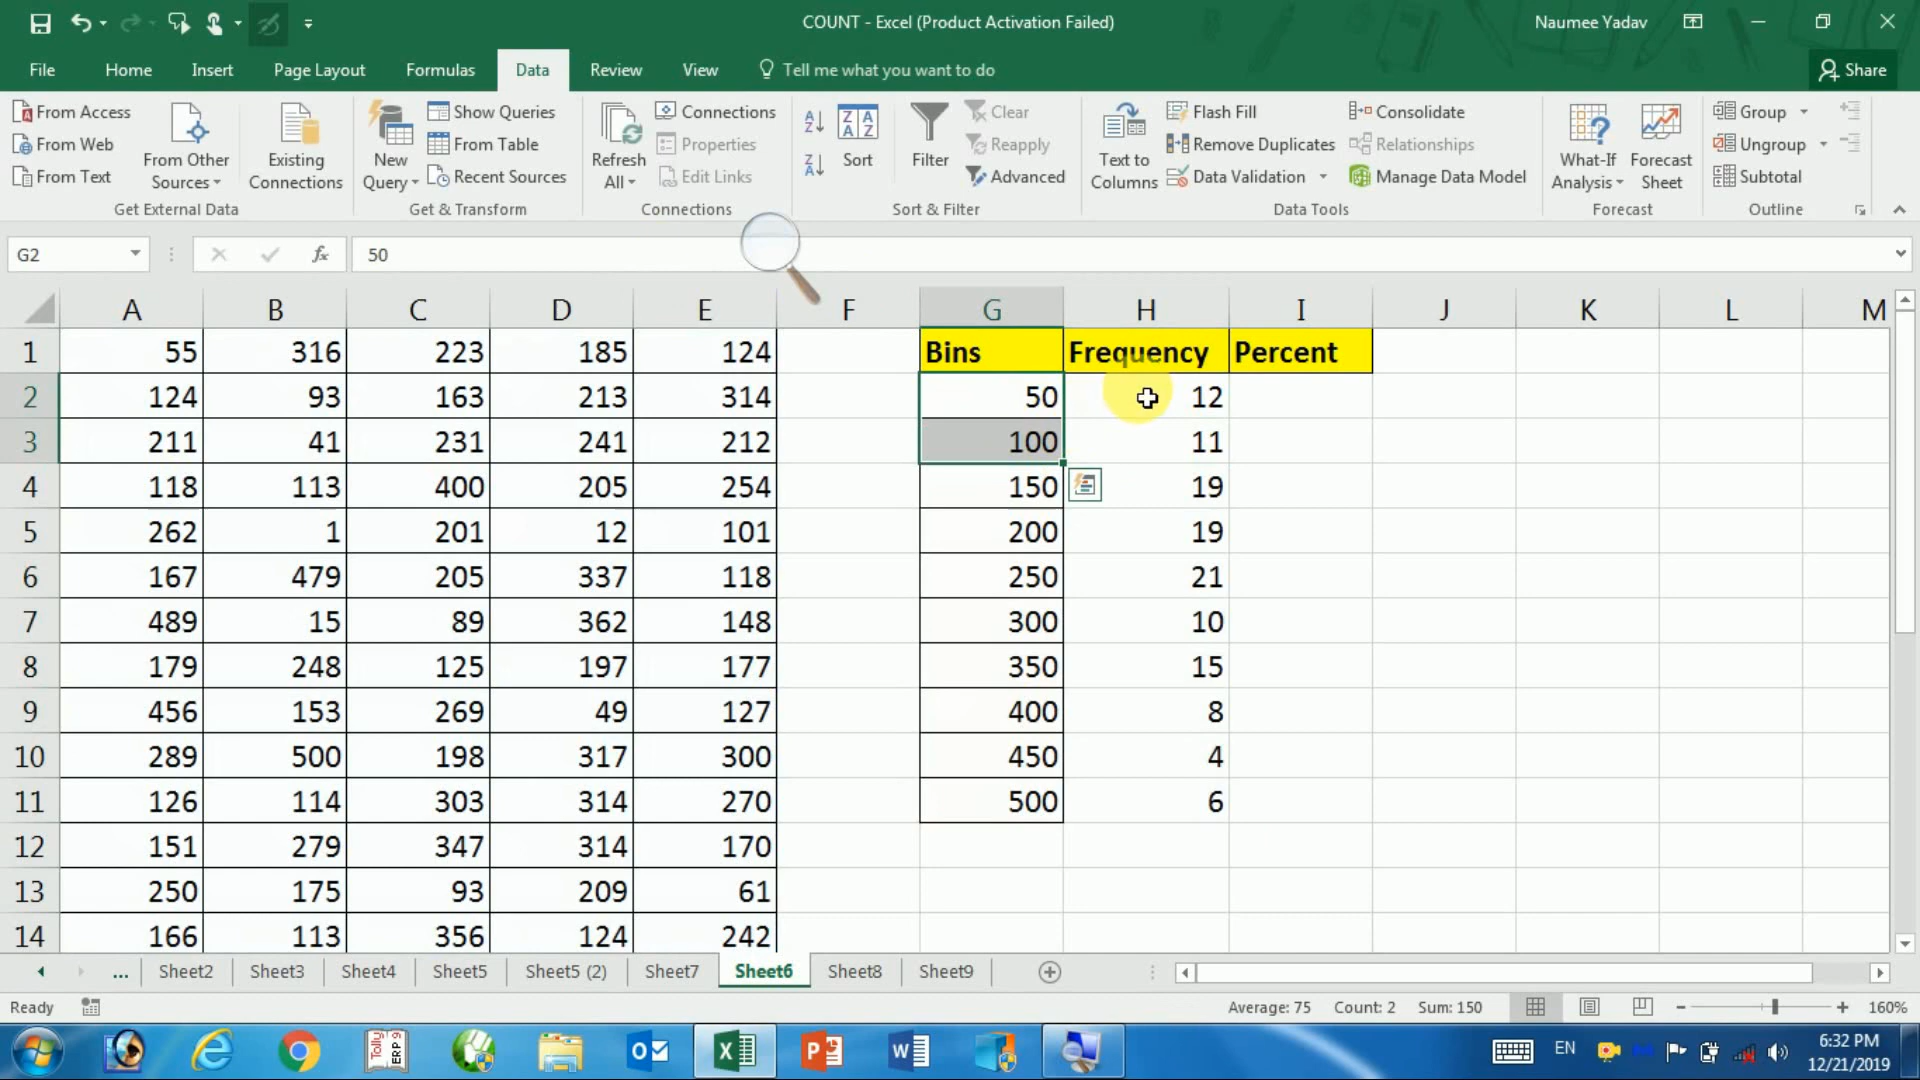 COUNT - Excel (Product Activation Failed)
Naumee Yadav
File Home Insert Page Layout Formulas Data Review View Tell me what you want to do Share
From Access
From Web
From Text
From Other Sources
Existing Connections
Get External Data
New Query
Show Queries
From Table
Recent Sources
Get & Transform
Refresh All
Connections
Properties
Edit Links
Connections
Sort
Filter
Clear
Reapply
Advanced
Sort & Filter
Text to Columns
Flash Fill
Remove Duplicates
Data Validation
Consolidate
Relationships
Manage Data Model
Data Tools
What-If Analysis
Forecast Sheet
Forecast
Group
Ungroup
Subtotal
Outline
G2 fx 50
A B C D E F G H I J K L M
1 55 316 223 185 124 Bins Frequency Percent
2 124 93 163 213 314 50 12
3 211 41 231 241 212 100 11
4 118 113 400 205 254 150 19
5 262 1 201 12 101 200 19
6 167 479 205 337 118 250 21
7 489 15 89 362 148 300 10
8 179 248 125 197 177 350 15
9 456 153 269 49 127 400 8
10 289 500 198 317 300 450 4
11 126 114 303 314 270 500 6
12 151 279 347 314 170
13 250 175 93 209 61
14 166 113 356 124 242
... Sheet2 Sheet3 Sheet4 Sheet5 Sheet5 (2) Sheet7 Sheet6 Sheet8 Sheet9
Ready Average: 75 Count: 2 Sum: 150 160%
EN 6:32 PM
12/21/2019